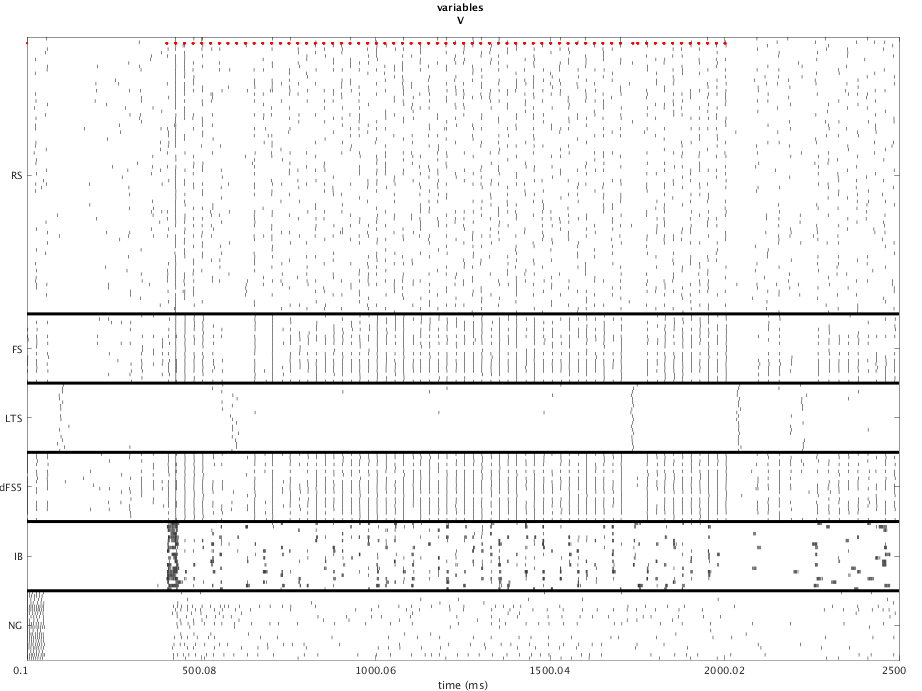 variables
V
RS
FS
LTS
dFS5
IB
NG
0.1
500.08
1000.06
1500.04
2000.02
2500
time (ms)